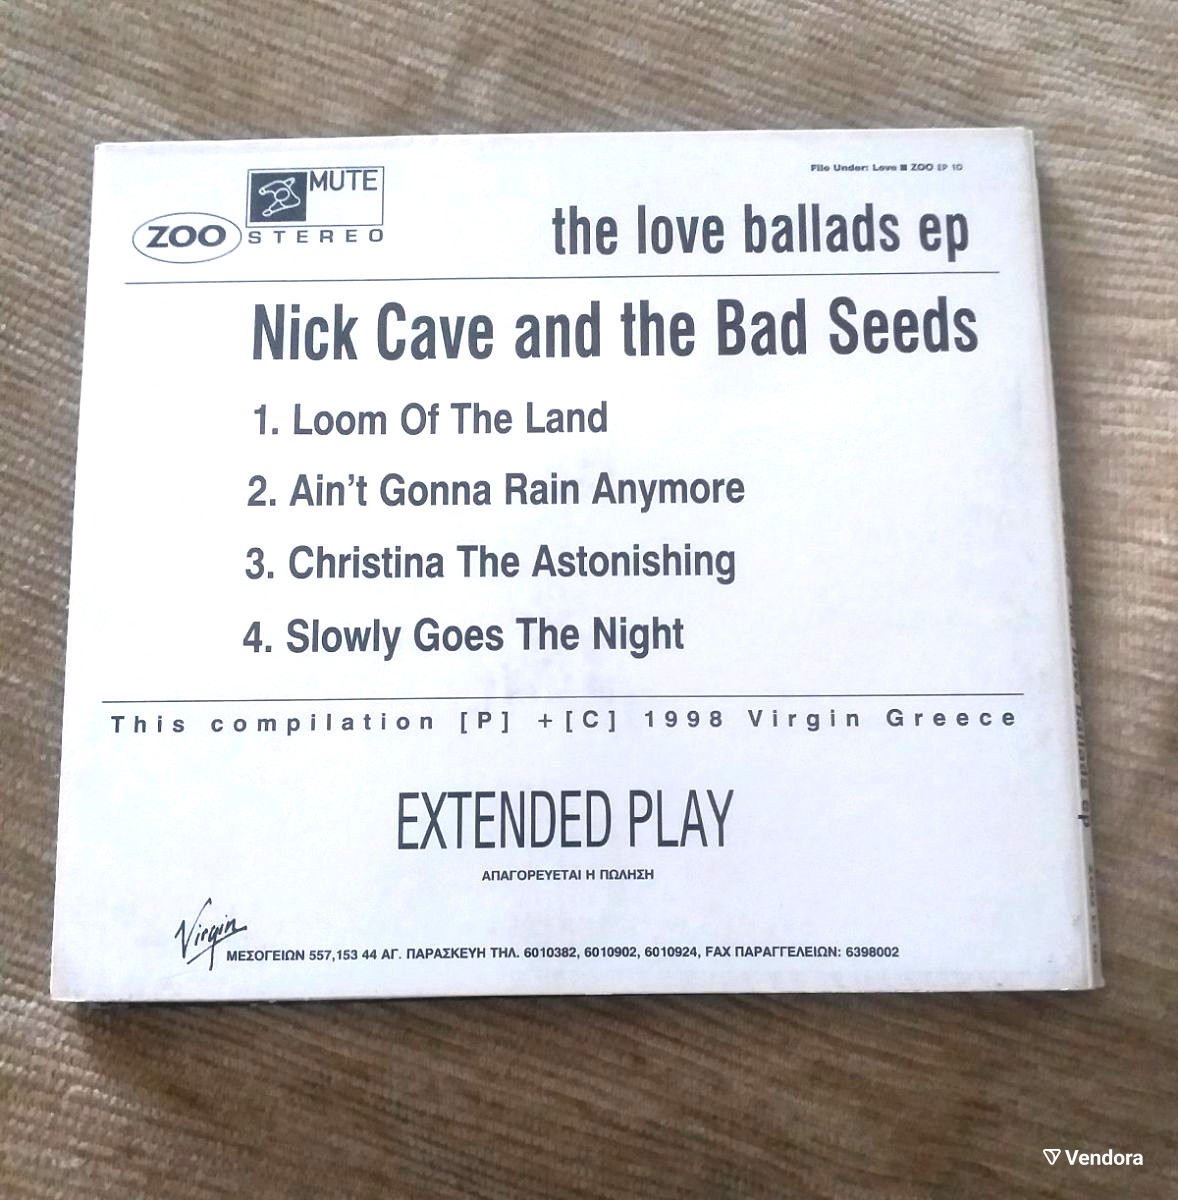 File Under: Love ■ ZOO EP 10
MUTE
ZOO
STEREO
the love ballads ep
Nick Cave and the Bad Seeds
1. Loom Of The Land
2. Ain't Gonna Rain Anymore
3. Christina The Astonishing
4. Slowly Goes The Night
This compilation [P] +[C] 1998 Virgin Greece
EXTENDED PLAY
ΑΠΑΓΟΡΕΥΕΤΑΙ Η ΠΩΛΗΣΗ
Virgin
ΜΕΣΟΓΕΙΩΝ 557,153 44 ΑΓ. ΠΑΡΑΣΚΕΥΗ ΤΗΛ. 6010382, 6010902, 6010924, FAX ΠΑΡΑΓΓΕΛΕΙΩΝ: 6398002
Vendora